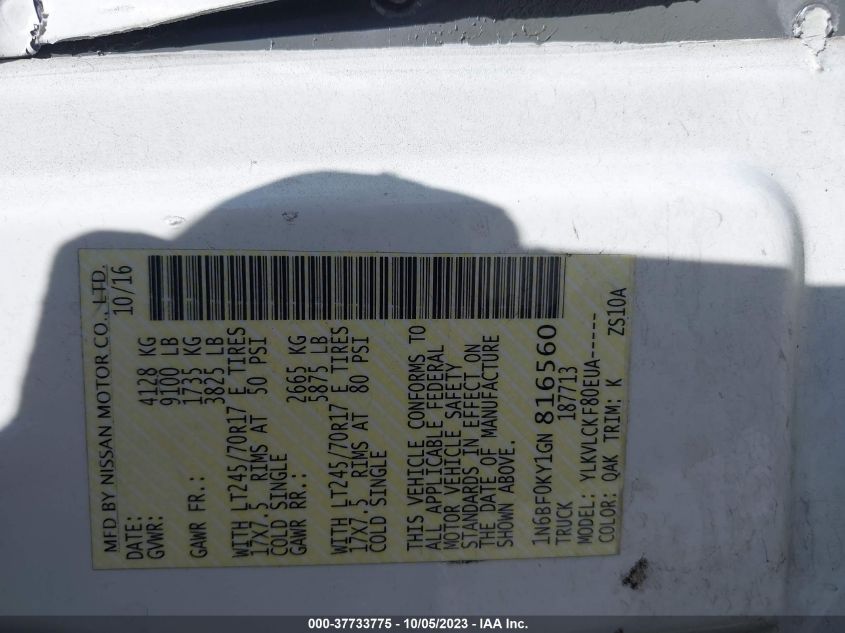 MFD BY NISSAN MOTOR CO., LTD.
DATE: 10/16
GVWR: 4128 KG
9100 LB
GAWR FR.: 1735 KG
3825 LB
WITH LT245/70R17 E TIRES
17X7.5 RIMS AT 50 PSI
COLD SINGLE
GAWR RR.: 2665 KG
5875 LB
WITH LT245/70R17 E TIRES
17X7.5 RIMS AT 80 PSI
COLD SINGLE
THIS VEHICLE CONFORMS TO
ALL APPLICABLE FEDERAL
MOTOR VEHICLE SAFETY
STANDARDS IN EFFECT ON
THE DATE OF MANUFACTURE
SHOWN ABOVE.
1N6BF0KY1GN816560
TRUCK 187713
MODEL: YLKVLCKF80EUA-----
COLOR: QAK TRIM: K ZS10A
000-37733775 - 10/05/2023 - IAA Inc.